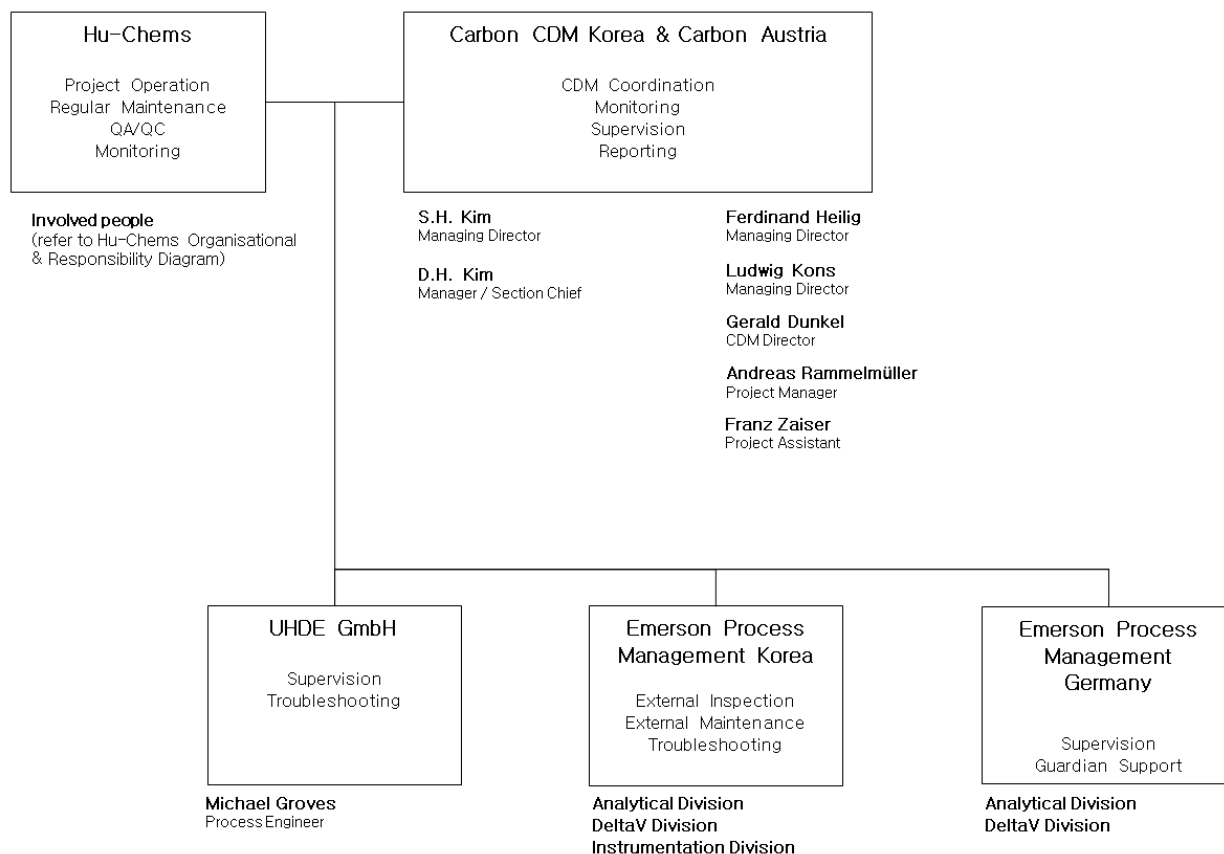 Hu-Chems
Project Operation
Regular Maintenance
QA/QC
Monitoring
Involved people
(refer to Hu-Chems Organisational
& Responsibility Diagram)
Carbon CDM Korea & Carbon Austria
CDM Coordination
Monitoring
Supervision
Reporting
S.H. Kim
Managing Director
D.H. Kim
Manager / Section Chief
Ferdinand Heilig
Managing Director
Ludwig Kons
Managing Director
Gerald Dunkel
CDM Director
Andreas Rammelmüller
Project Manager
Franz Zaiser
Project Assistant
UHDE GmbH
Supervision
Troubleshooting
Michael Groves
Process Engineer
Emerson Process
Management Korea
External Inspection
External Maintenance
Troubleshooting
Analytical Division
DeltaV Division
Instrumentation Division
Emerson Process
Management
Germany
Supervision
Guardian Support
Analytical Division
DeltaV Division